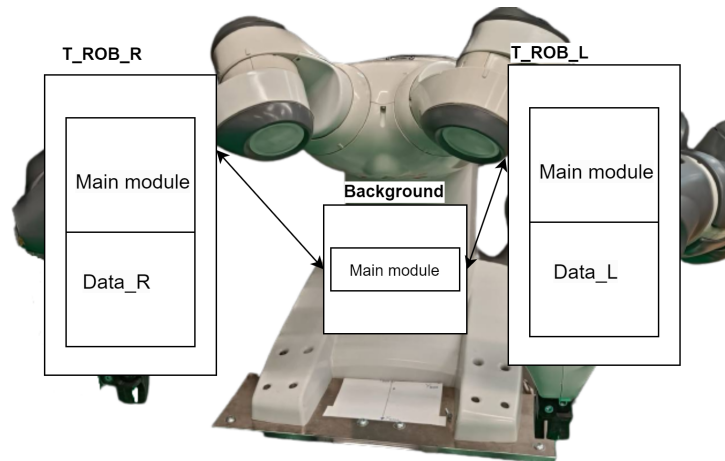 T_ROB_R
T_ROB_L
Main module
Data_R
Background
Main module
Main module
Data_L